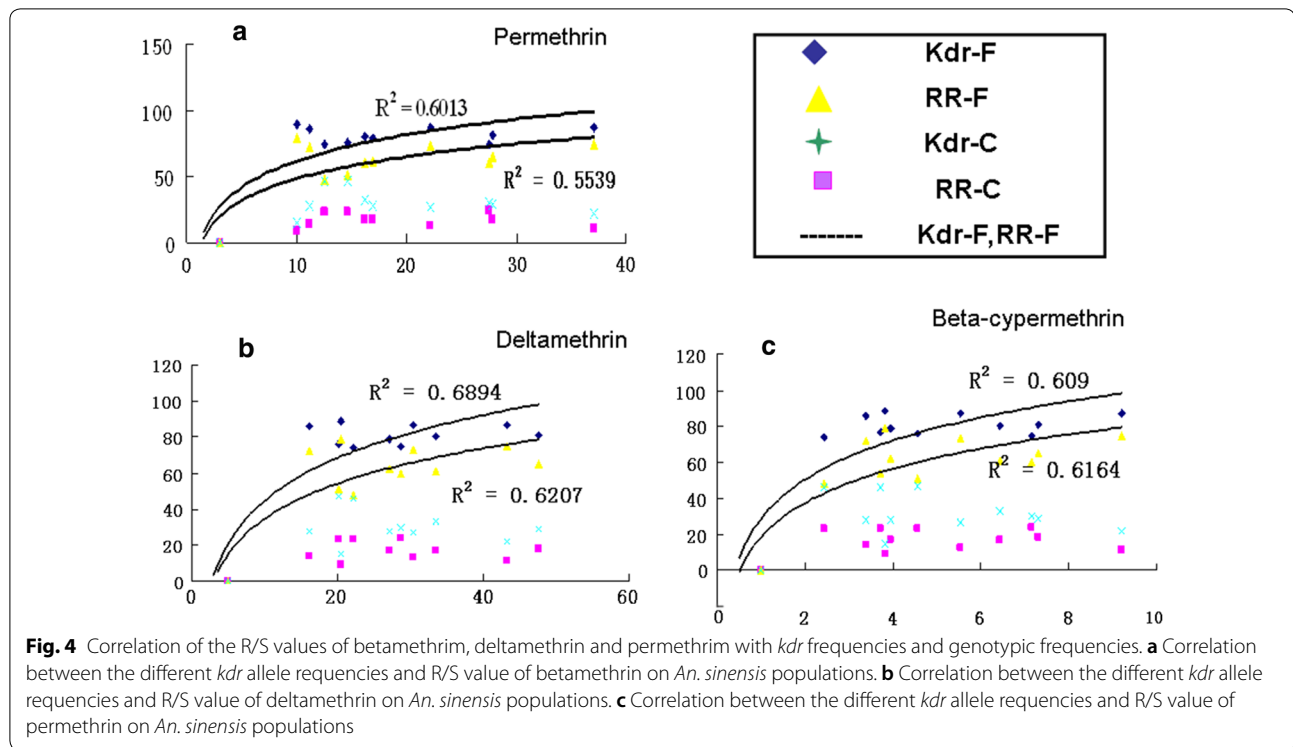 a
Permethrin
150
100
50
0
0 10 20 30 40
R² = 0.6013
R² = 0.5539
Kdr-F
RR-F
Kdr-C
RR-C
Kdr-F,RR-F
b
Deltamethrin
120
100
80
60
40
20
0
0 20 40 60
R² = 0.6894
R² = 0.6207
c
Beta-cypermethrin
120
100
80
60
40
20
0
0 2 4 6 8 10
R² = 0.609
R² = 0.6164
Fig. 4 Correlation of the R/S values of betamethrim, deltamethrin and permethrim with kdr frequencies and genotypic frequencies. a Correlation
between the different kdr allele requencies and R/S value of betamethrin on An. sinensis populations. b Correlation between the different kdr allele
requencies and R/S value of deltamethrin on An. sinensis populations. c Correlation between the different kdr allele requencies and R/S value of
permethrin on An. sinensis populations